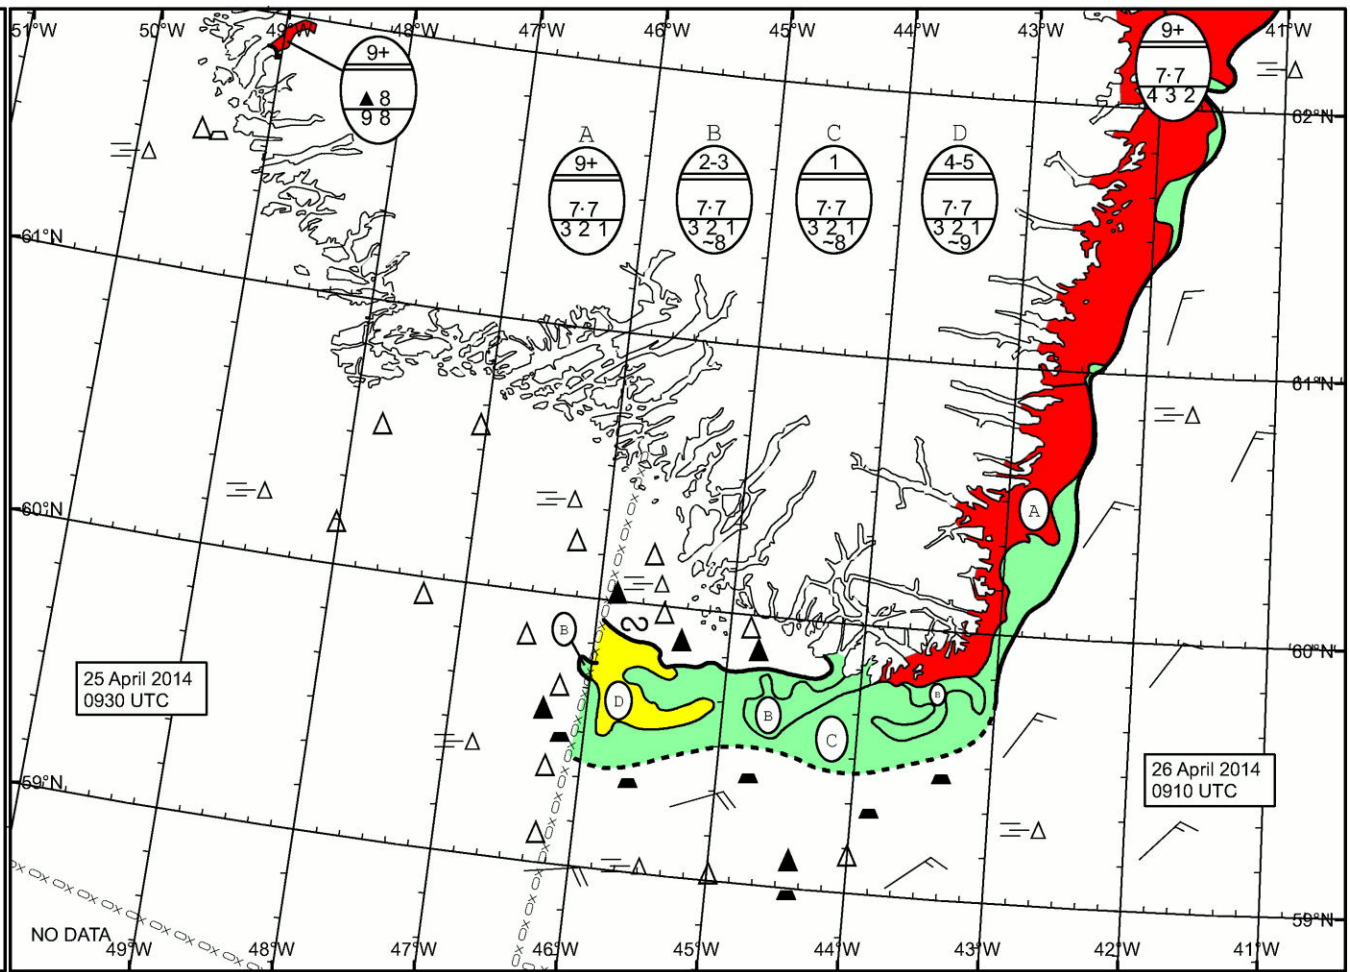 51°W 50°W 49°W 48°W 47°W 46°W 45°W 44°W 43°W 41°W
9+
▲ 8
9 8
9+
7·7
4 3 2
62°N
A B C D
9+ 2-3 1 4-5
7·7 7·7 7·7 7·7
3 2 1 3 2 1 3 2 1 3 2 1
~8 ~8 ~9
61°N
61°N
60°N
A
B
60°N
25 April 2014
0930 UTC
D
B
B
C
26 April 2014
0910 UTC
59°N
59°N
NO DATA
49°W 48°W 47°W 46°W 45°W 44°W 43°W 42°W 41°W